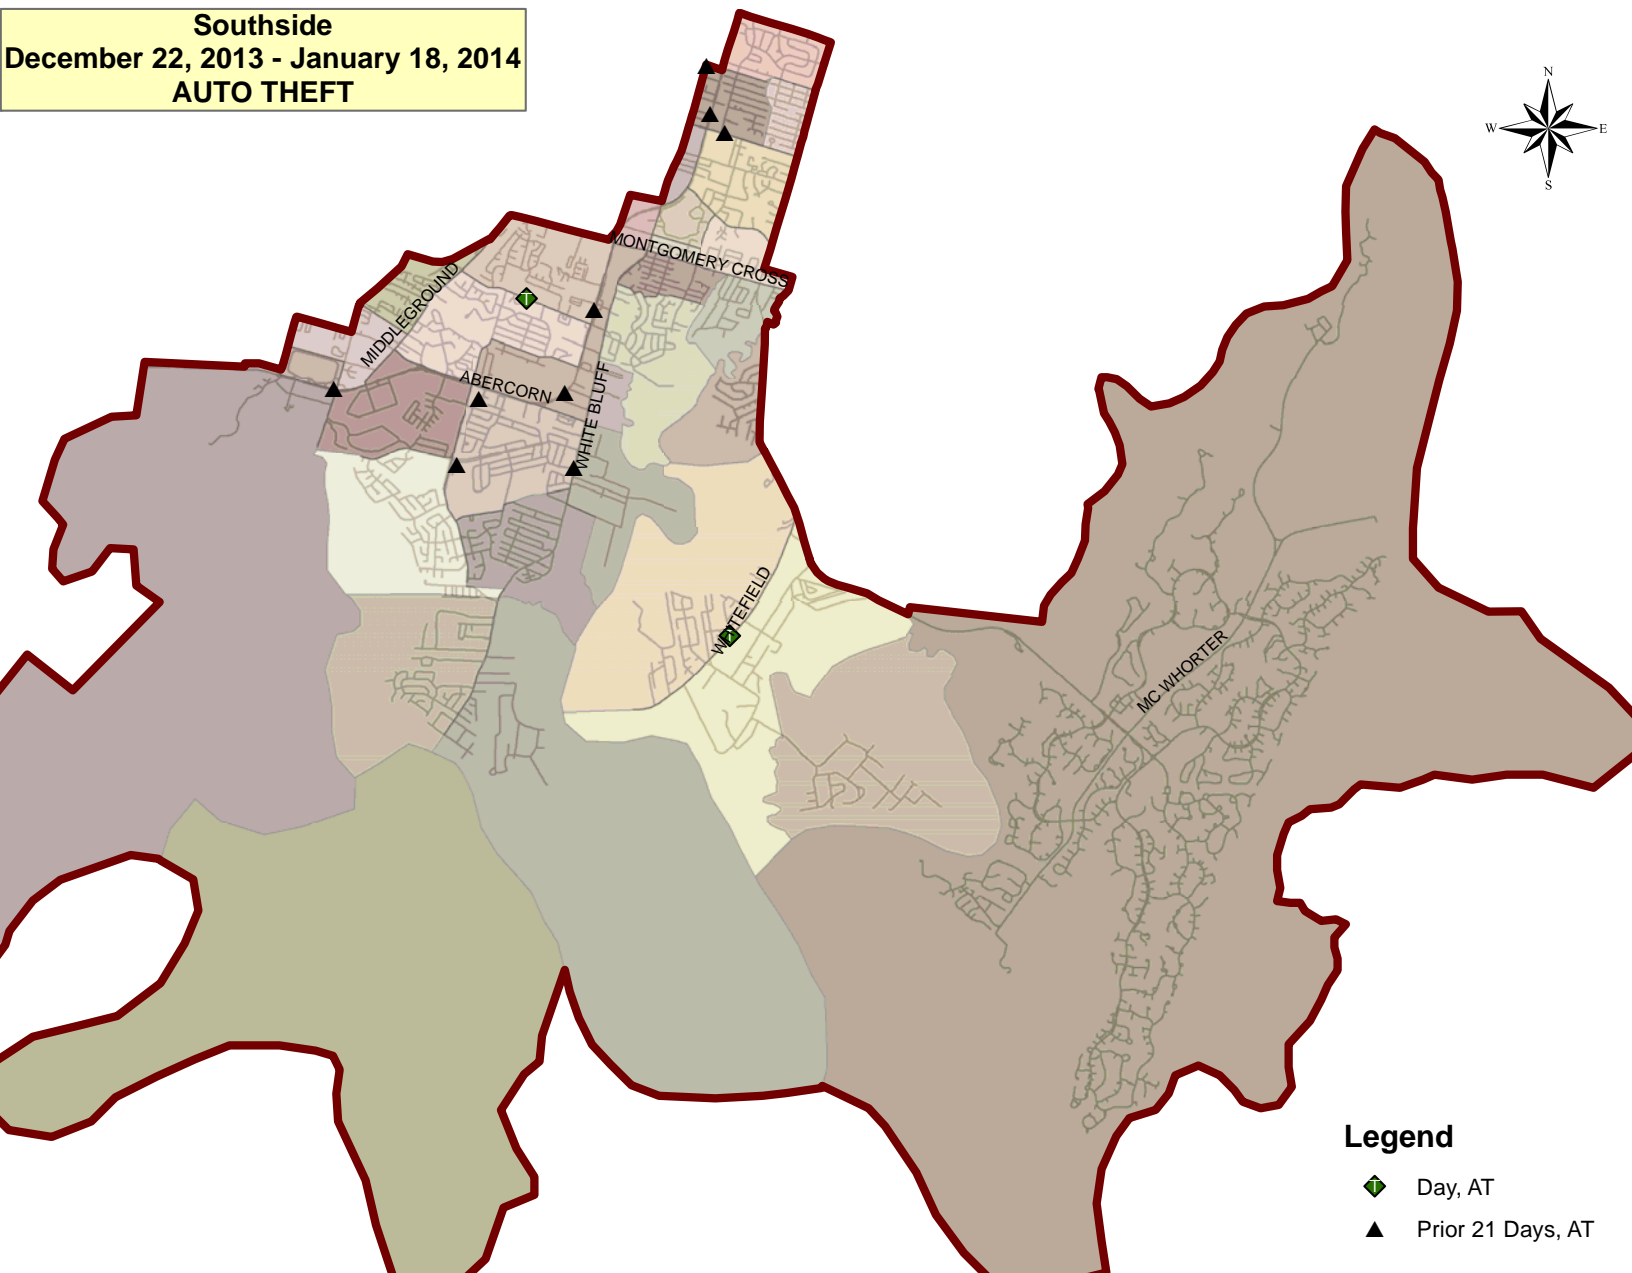 Southside
December 22, 2013 - January 18, 2014
AUTO THEFT
N
W
E
S
MONTGOMERY CROSS
MIDDLEGROUND
ABERCORN
WHITE BLUFF
T
WHITEFIELD
T
MC WHORTER
Legend
T Day, AT
Prior 21 Days, AT